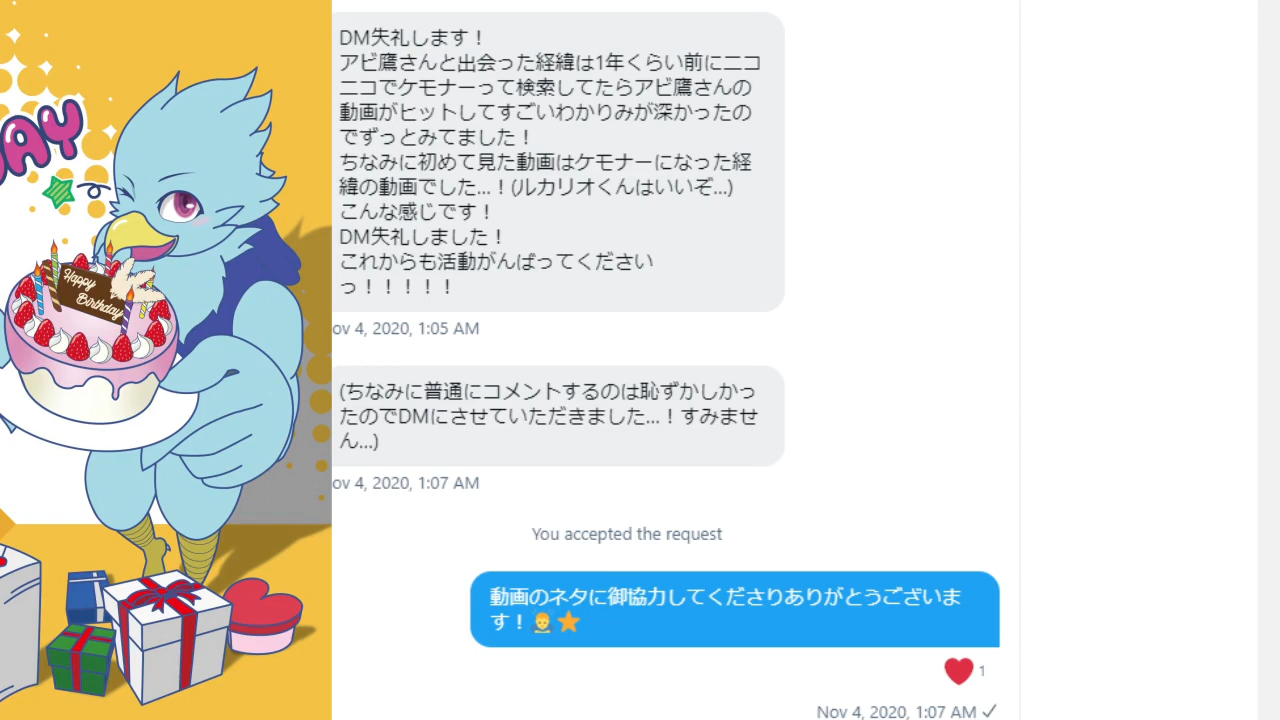 AY
Happy
Birthday
DM失礼します！
アビ鷹さんと出会った経緯は1年くらい前にニコ
ニコでケモナーって検索してたらアビ鷹さんの
動画がヒットしてすごいわかりみが深かったの
でずっとみてました！
ちなみに初めて見た動画はケモナーになった経
緯の動画でした...！(ルカリオくんはいいぞ...)
こんな感じです！
DM失礼しました！
これからも活動がんばってください
っ！！！！！
ov 4, 2020, 1:05 AM
(ちなみに普通にコメントするのは恥ずかしかっ
たのでDMにさせていただきました...！すみませ
ん...)
ov 4, 2020, 1:07 AM
You accepted the request
動画のネタに御協力してくださりありがとうございま
す！
1
Nov 4, 2020, 1:07 AM